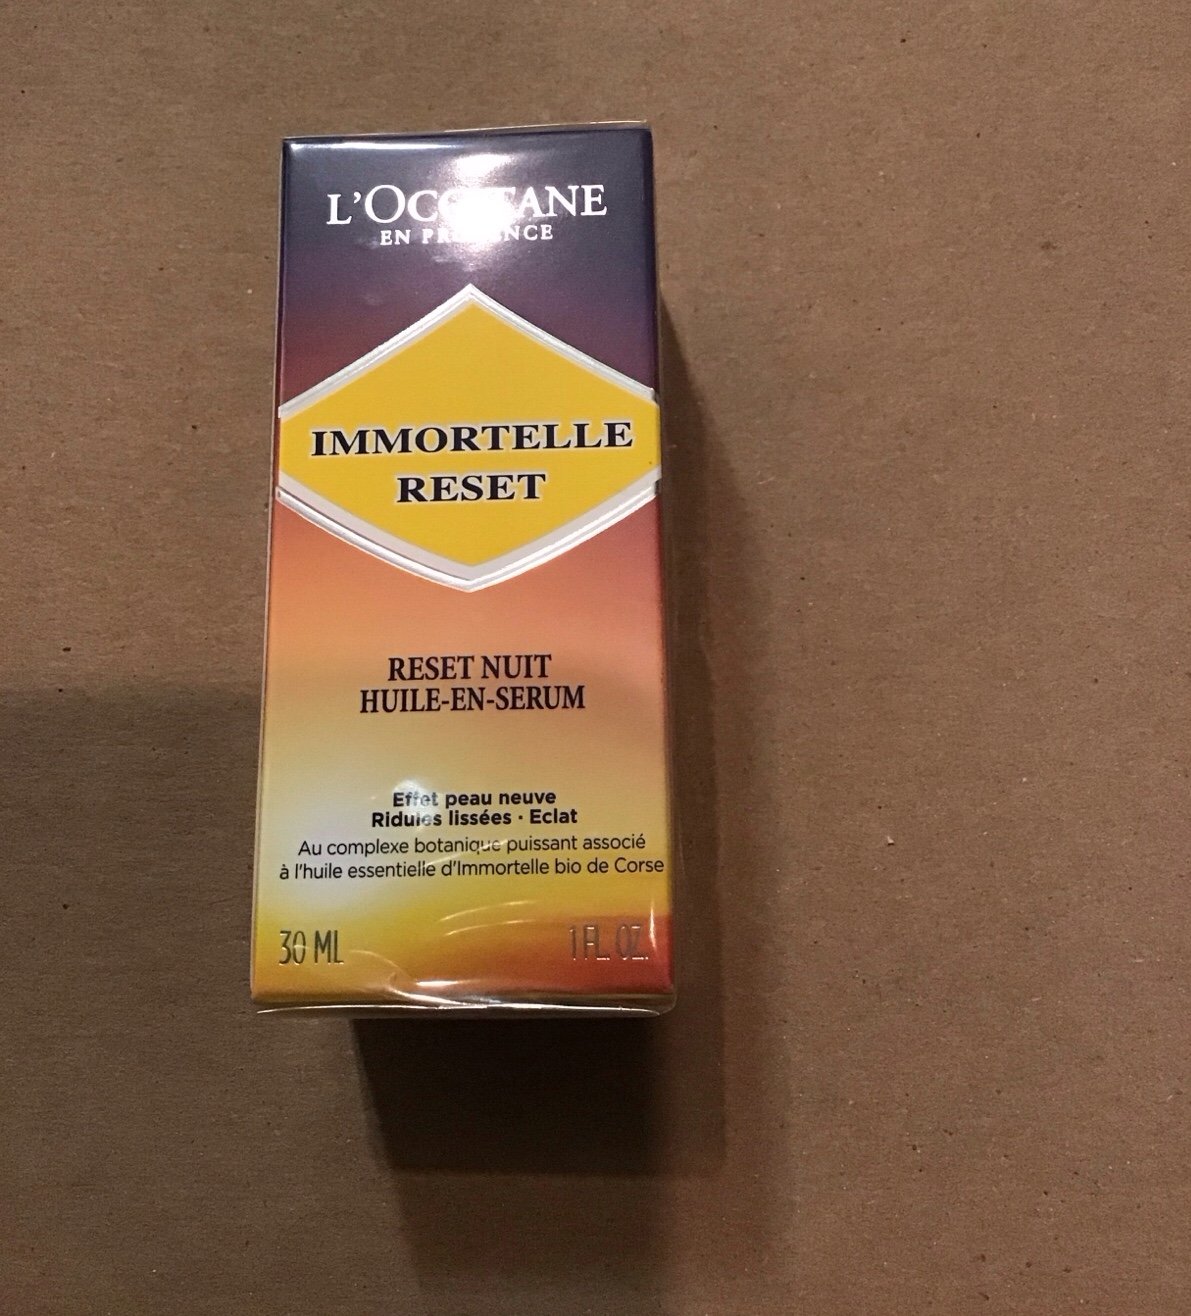 L'OCCITANE
EN PROVENCE
IMMORTELLE
RESET
RESET NUIT
HUILE-EN-SERUM
Effet peau neuve
Ridules lissées · Eclat
Au complexe botanique puissant associé
à l'huile essentielle d'Immortelle bio de Corse
30 ML 1 FL. OZ.